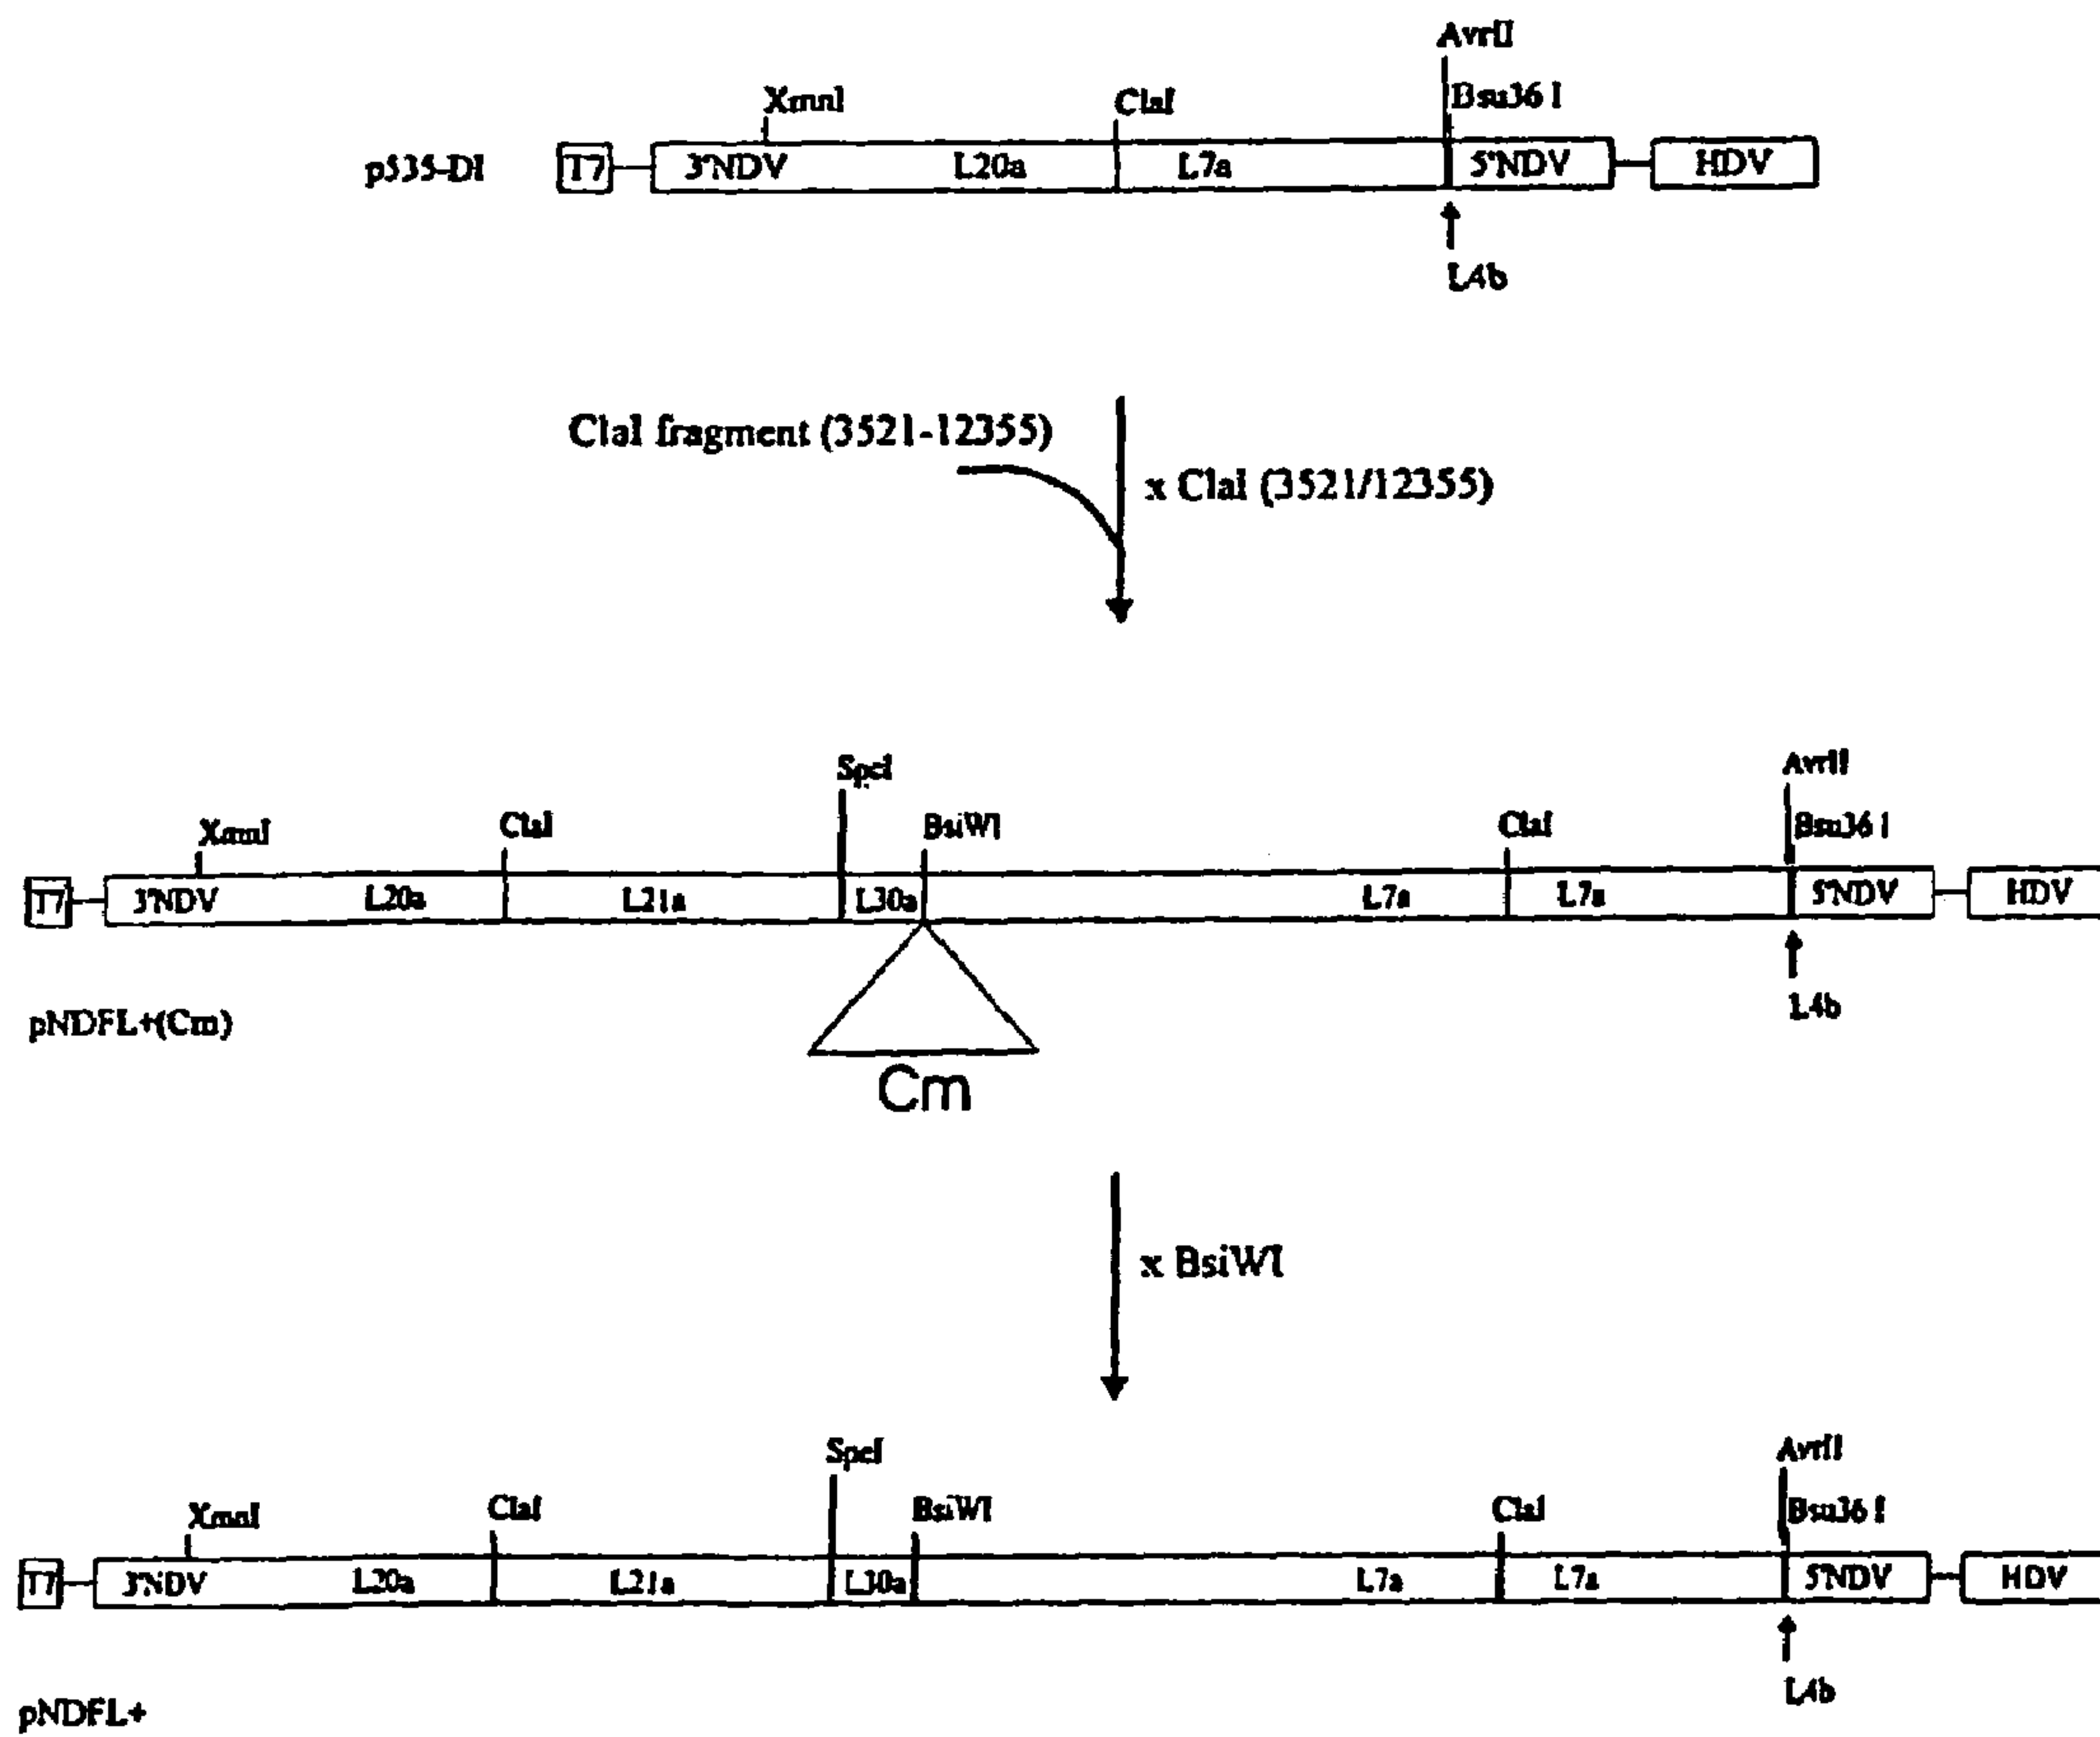 AvrII
XmnI
ClaI
Bsu36 I
p535-DI
T7
3'NDV
L20a
L7a
5'NDV
HDV
L4b
ClaI fragment (3521-12355)
x ClaI (3521/12355)
SpeI
AvrII
XmnI
ClaI
BsiWI
ClaI
Bsu36 I
T7
3'NDV
L20a
L21a
L30a
L7a
L7a
5'NDV
HDV
pNDFL+(Cm)
L4b
Cm
x BsiWI
SpeI
AvrII
XmnI
ClaI
BsiWI
ClaI
Bsu36 I
T7
3'NDV
L20a
L21a
L30a
L7a
L7a
5'NDV
HDV
L4b
pNDFL+